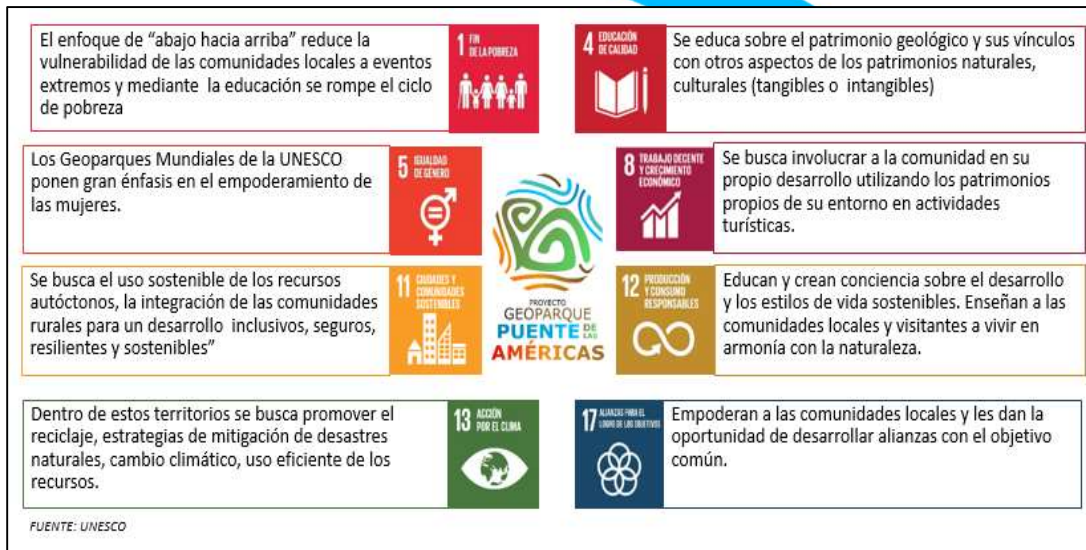 El enfoque de “abajo hacia arriba” reduce la
vulnerabilidad de las comunidades locales a eventos
extremos y mediante la educación se rompe el ciclo
de pobreza
1 FIN
DE LA POBREZA
4 EDUCACIÓN
DE CALIDAD
Se educa sobre el patrimonio geológico y sus vínculos
con otros aspectos de los patrimonios naturales,
culturales (tangibles o intangibles)
Los Geoparques Mundiales de la UNESCO
ponen gran énfasis en el empoderamiento de
las mujeres.
5 IGUALDAD
DE GÉNERO
8 TRABAJO DECENTE
Y CRECIMIENTO
ECONÓMICO
Se busca involucrar a la comunidad en su
propio desarrollo utilizando los patrimonios
propios de su entorno en actividades
turísticas.
Se busca el uso sostenible de los recursos
autóctonos, la integración de las comunidades
rurales para un desarrollo inclusivos, seguros,
resilientes y sostenibles”
11 CIUDADES Y
COMUNIDADES
SOSTENIBLES
PROYECTO
GEOPARQUE
PUENTE DE LAS
AMÉRICAS
12 PRODUCCIÓN
Y CONSUMO
RESPONSABLES
Educan y crean conciencia sobre el desarrollo
y los estilos de vida sostenibles. Enseñan a las
comunidades locales y visitantes a vivir en
armonía con la naturaleza.
Dentro de estos territorios se busca promover el
reciclaje, estrategias de mitigación de desastres
naturales, cambio climático, uso eficiente de los
recursos.
13 ACCIÓN
POR EL CLIMA
17 ALIANZAS PARA EL
LOGRO DE LOS OBJETIVOS
Empoderan a las comunidades locales y les dan la
oportunidad de desarrollar alianzas con el objetivo
común.
FUENTE: UNESCO